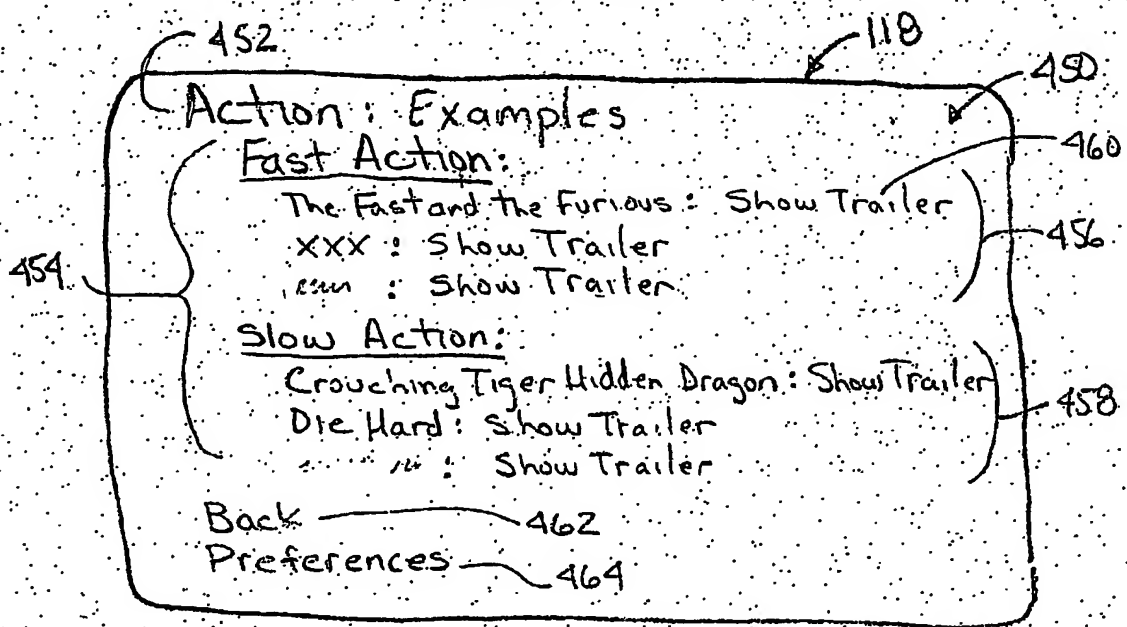 452
118
450
Action: Examples
460
Fast Action:
The Fast and the Furious: Show Trailer
XXX: Show Trailer
456
454
: Show Trailer
Slow Action:
Crouching Tiger Hidden Dragon: Show Trailer
458
Die Hard: Show Trailer
: Show Trailer
Back 462
Preferences 464